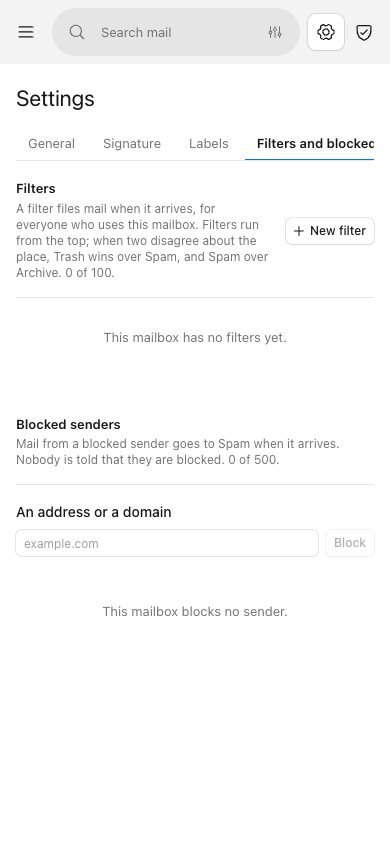 Search mail
Settings
General
Signature
Labels
Filters and blocked
Filters
A filter files mail when it arrives, for
everyone who uses this mailbox. Filters run
from the top; when two disagree about the
place, Trash wins over Spam, and Spam over
Archive. 0 of 100.
New filter
This mailbox has no filters yet.
Blocked senders
Mail from a blocked sender goes to Spam when it arrives.
Nobody is told that they are blocked. 0 of 500.
An address or a domain
example.com
Block
This mailbox blocks no sender.